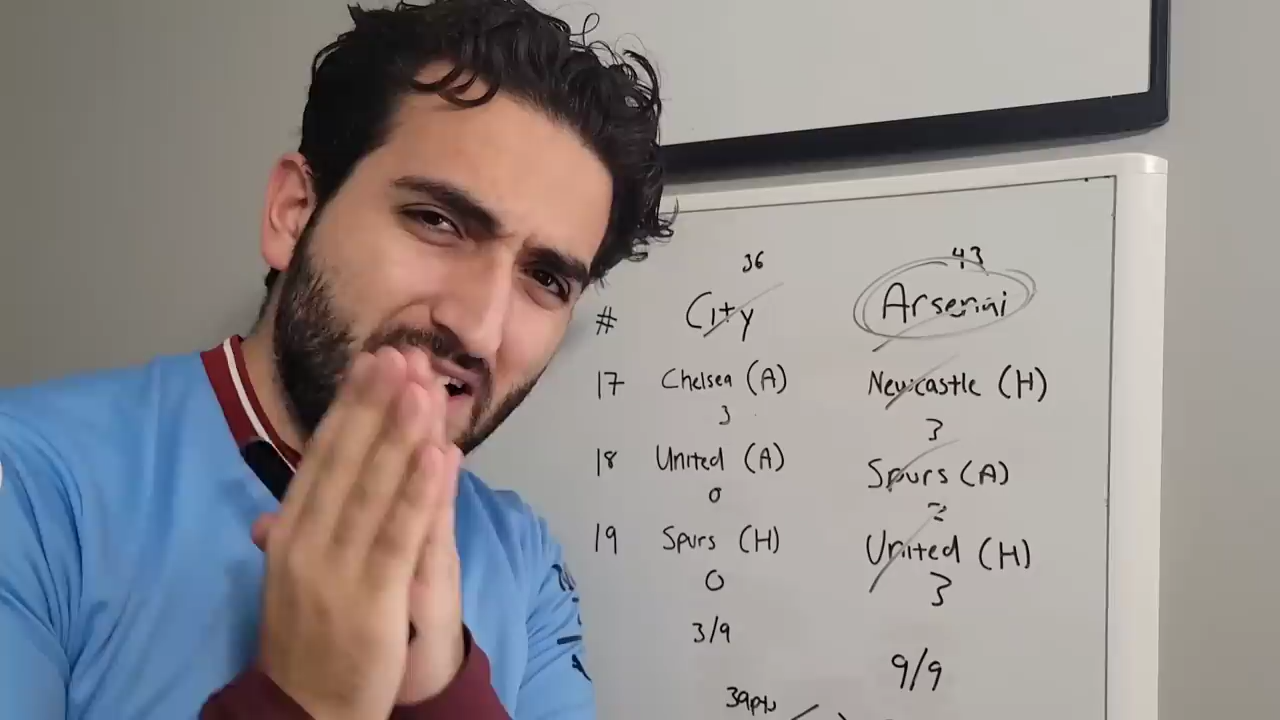 36 43
# City Arsenal
17 Chelsea (A) Newcastle (H)
3 3
18 United (A) Spurs (A)
0
19 Spurs (H) United (H)
0 3
3/9 9/9
39pts